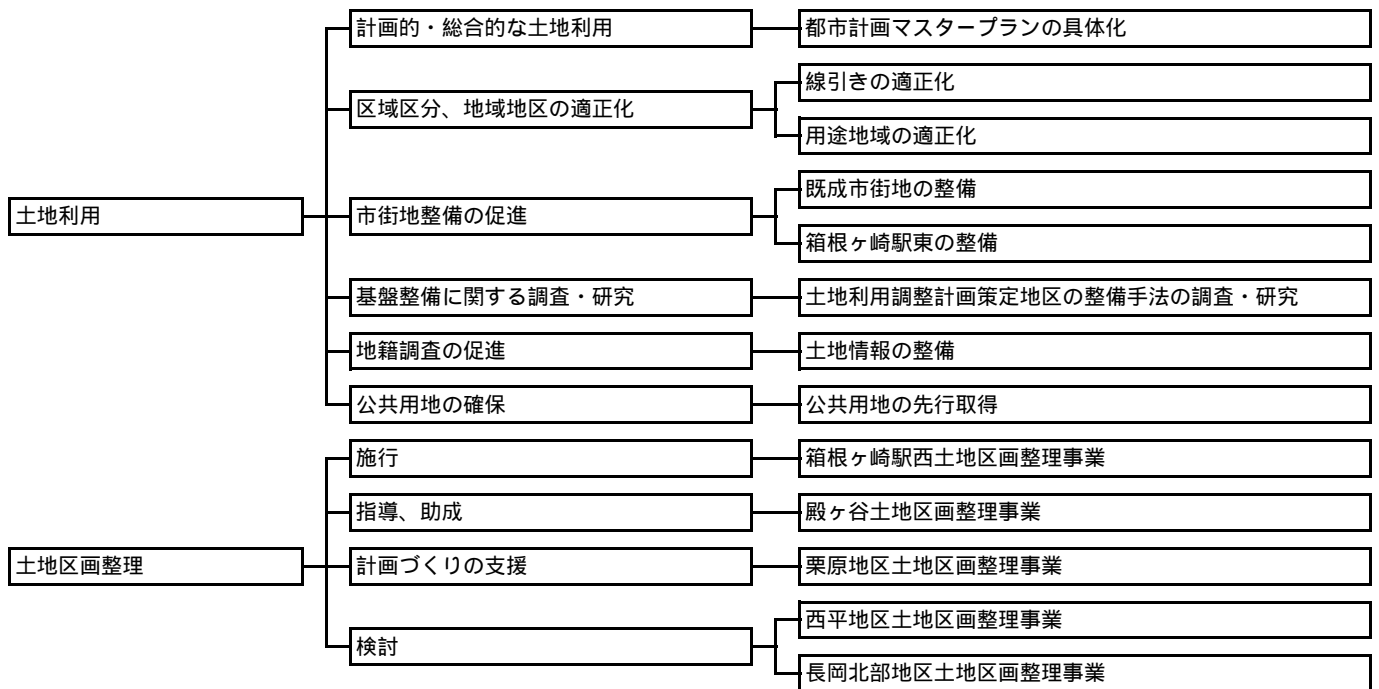 土地利用
計画的・総合的な土地利用
都市計画マスタープランの具体化
区域区分、地域地区の適正化
線引きの適正化
用途地域の適正化
市街地整備の促進
既成市街地の整備
箱根ヶ崎駅東の整備
基盤整備に関する調査・研究
土地利用調整計画策定地区の整備手法の調査・研究
地籍調査の促進
土地情報の整備
公共用地の確保
公共用地の先行取得
土地区画整理
施行
箱根ヶ崎駅西土地区画整理事業
指導、助成
殿ヶ谷土地区画整理事業
計画づくりの支援
栗原地区土地区画整理事業
検討
西平地区土地区画整理事業
長岡北部地区土地区画整理事業